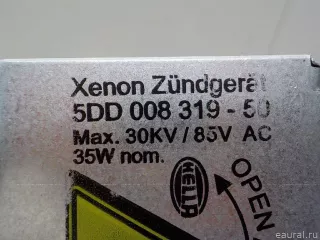 Xenon Zündgerät
5DD 008 319 - 50
Max. 30KV / 85V AC
35W nom.
HELLA
OPEN
eaural.ru